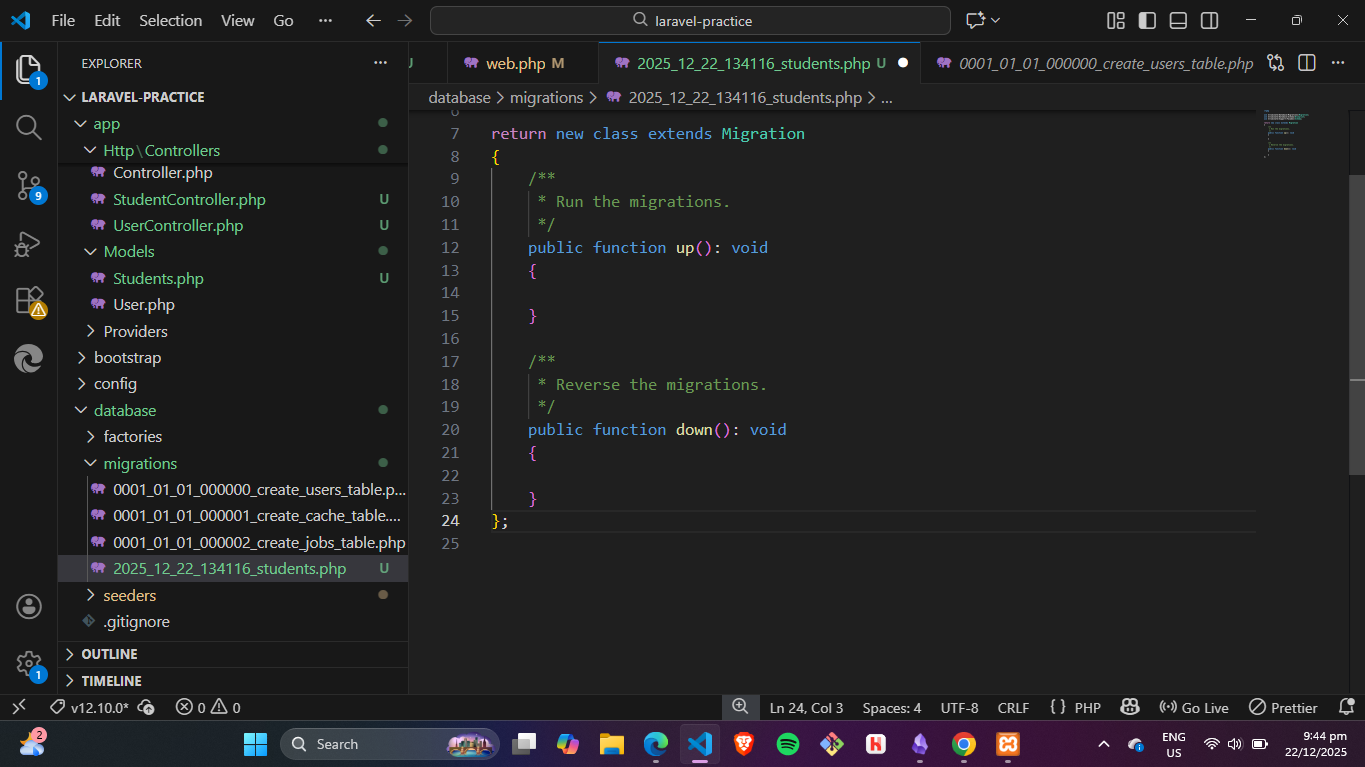 File Edit Selection View Go ··· laravel-practice
EXPLORER ···
LARAVEL-PRACTICE
app
Http\Controllers
Controller.php
StudentController.php U
UserController.php U
Models
Students.php U
User.php
Providers
bootstrap
config
database
factories
migrations
0001_01_01_000000_create_users_table.p...
0001_01_01_000001_create_cache_table....
0001_01_01_000002_create_jobs_table.php
2025_12_22_134116_students.php U
seeders
.gitignore
OUTLINE
TIMELINE
1
9
1
U web.php M 2025_12_22_134116_students.php U 0001_01_01_000000_create_users_table.php ···
database > migrations > 2025_12_22_134116_students.php > ...
6
7 return new class extends Migration
8 {
9 /**
10 * Run the migrations.
11 */
12 public function up(): void
13 {
14
15 }
16
17 /**
18 * Reverse the migrations.
19 */
20 public function down(): void
21 {
22
23 }
24 };
25
v12.10.0* 0 0 Ln 24, Col 3 Spaces: 4 UTF-8 CRLF {} PHP Go Live Prettier
2 Search ENG 9:44 pm
US 22/12/2025